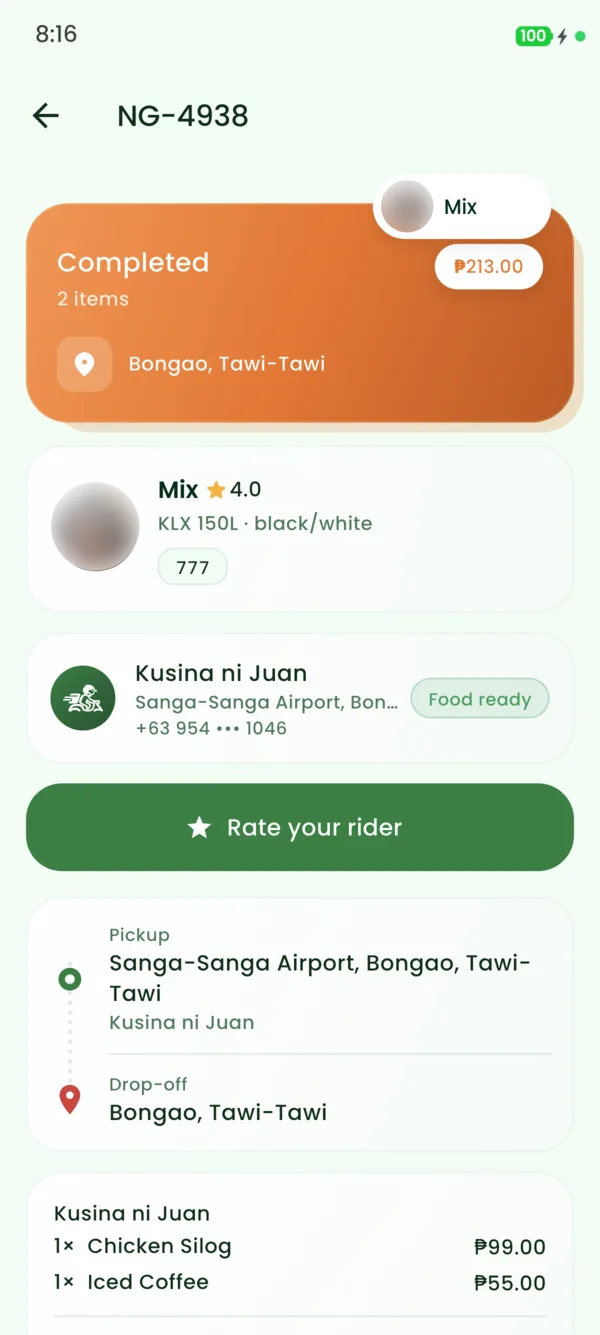 8:16
100
NG-4938
Mix
Completed
₱213.00
2 items
Bongao, Tawi-Tawi
Mix 4.0
KLX 150L · black/white
777
Kusina ni Juan
Sanga-Sanga Airport, Bon...
Food ready
+63 954 ••• 1046
Rate your rider
Pickup
Sanga-Sanga Airport, Bongao, Tawi-
Tawi
Kusina ni Juan
Drop-off
Bongao, Tawi-Tawi
Kusina ni Juan
1× Chicken Silog ₱99.00
1× Iced Coffee ₱55.00